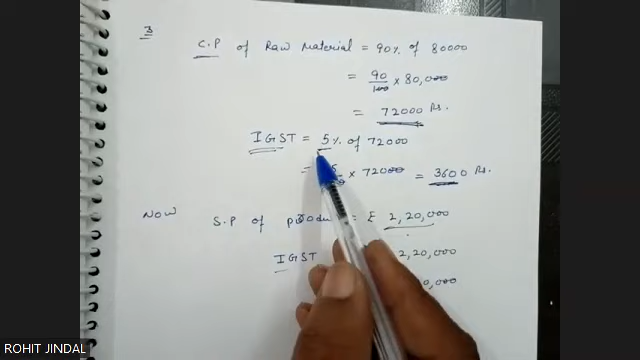 3
C.P of Raw Material = 90% of 80000
= 90/100 x 80,000
= 72000 Rs.
IGST = 5% of 72000
= x 72000 = 3600 Rs.
Now S.P of = ₹ 2,20,000
IGST 2,20,000
ROHIT JINDAL